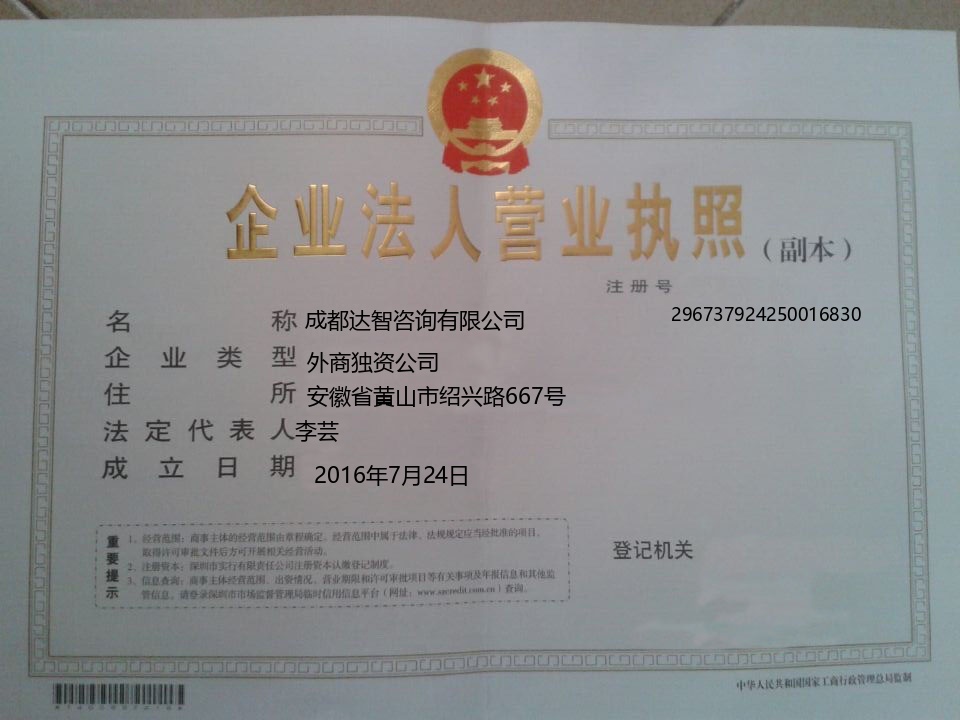 企业法人营业执照（副本）
注册号
296737924250016830
名称 成都达智咨询有限公司
企业类型 外商独资公司
住所 安徽省黄山市绍兴路667号
法定代表人 李芸
成立日期 2016年7月24日
重要提示
1、经营范围：商事主体的经营范围由章程确定。经营范围中属于法律、法规规定应当经批准的项目，
取得许可审批文件后方可开展相关经营活动。
2、注册资本：深圳市实行有限责任公司注册资本认缴登记制度。
3、信息查询：商事主体经营范围、出资情况、营业期限和许可审批项目等有关事项及年报信息和其他监
管信息，请登录深圳市市场监督管理局临时信用信息平台（网址：www.szcredit.com.cn）查询。
登记机关
中华人民共和国国家工商行政管理总局监制